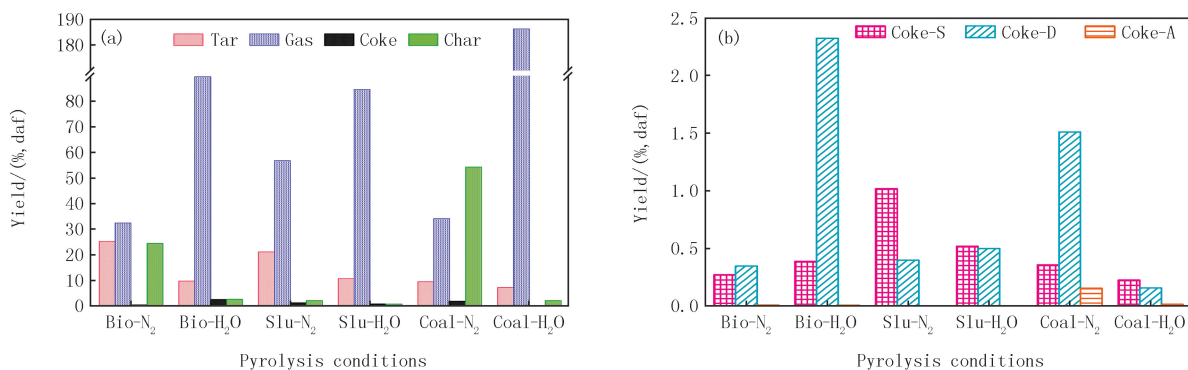 (a)
Tar Gas Coke Char
190
180
80
70
60
50
40
30
20
10
0
Yield/(%, daf)
Bio-N₂ Bio-H₂O Slu-N₂ Slu-H₂O Coal-N₂ Coal-H₂O
Pyrolysis conditions
(b)
Coke-S Coke-D Coke-A
2.5
2.0
1.5
1.0
0.5
0.0
Yield/(%, daf)
Bio-N₂ Bio-H₂O Slu-N₂ Slu-H₂O Coal-N₂ Coal-H₂O
Pyrolysis conditions